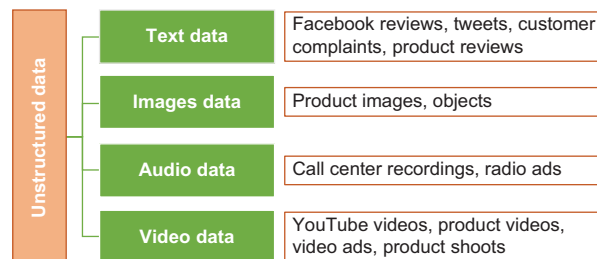 Unstructured data
Text data
Facebook reviews, tweets, customer
complaints, product reviews
Images data
Product images, objects
Audio data
Call center recordings, radio ads
Video data
YouTube videos, product videos,
video ads, product shoots